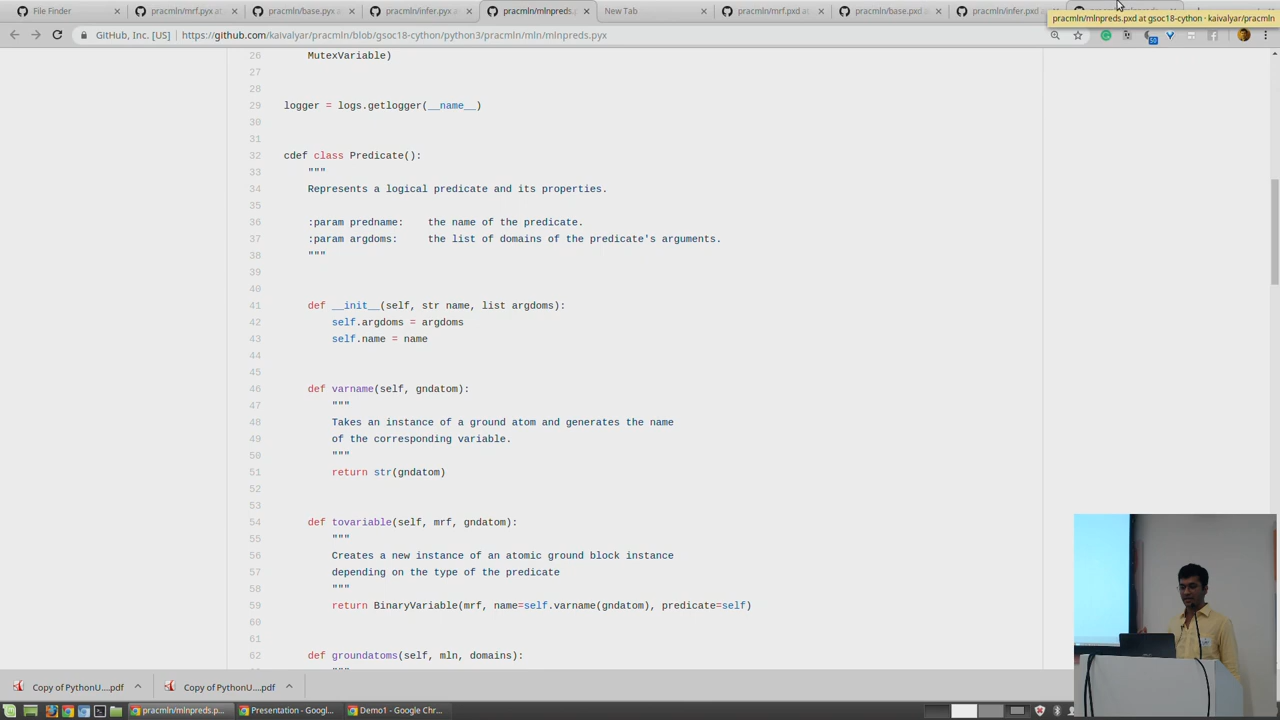 File Finder
pracmln/mrf.pyx at
pracmln/base.pyx at
pracmln/infer.pyx at
pracmln/mlnpreds.p
New Tab
pracmln/mrf.pxd at
pracmln/base.pxd at
pracmln/infer.pxd a
pracmln/mlnpreds.pxd at gsoc18-cython · kaivalyar/pracmln
GitHub, Inc. [US] https://github.com/kaivalyar/pracmln/blob/gsoc18-cython/python3/pracmln/mln/mlnpreds.pyx
50
26 MutexVariable)
27
28
29 logger = logs.getlogger(__name__)
30
31
32 cdef class Predicate():
33 """
34 Represents a logical predicate and its properties.
35
36 :param predname: the name of the predicate.
37 :param argdoms: the list of domains of the predicate's arguments.
38 """
39
40
41 def __init__(self, str name, list argdoms):
42 self.argdoms = argdoms
43 self.name = name
44
45
46 def varname(self, gndatom):
47 """
48 Takes an instance of a ground atom and generates the name
49 of the corresponding variable.
50 """
51 return str(gndatom)
52
53
54 def tovariable(self, mrf, gndatom):
55 """
56 Creates a new instance of an atomic ground block instance
57 depending on the type of the predicate
58 """
59 return BinaryVariable(mrf, name=self.varname(gndatom), predicate=self)
60
61
62 def groundatoms(self, mln, domains):
"""
Copy of PythonU....pdf
Copy of PythonU....pdf
pracmln/mlnpreds.p...
Presentation - Googl...
Demo1 - Google Chr...